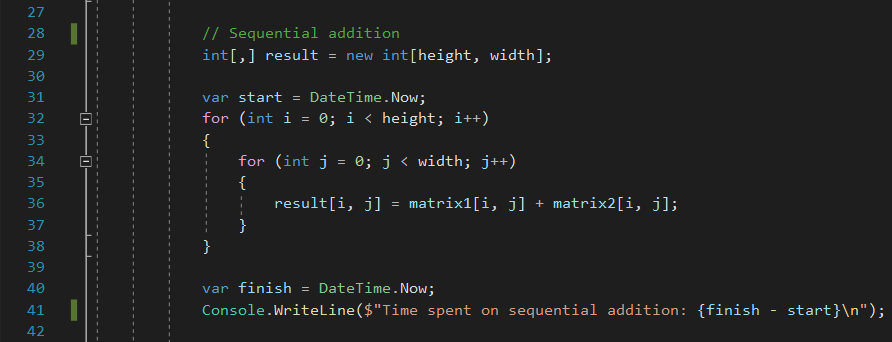 27
28 // Sequential addition
29 int[,] result = new int[height, width];
30
31 var start = DateTime.Now;
32 for (int i = 0; i < height; i++)
33 {
34 for (int j = 0; j < width; j++)
35 {
36 result[i, j] = matrix1[i, j] + matrix2[i, j];
37 }
38 }
39
40 var finish = DateTime.Now;
41 Console.WriteLine($"Time spent on sequential addition: {finish - start}\n");
42